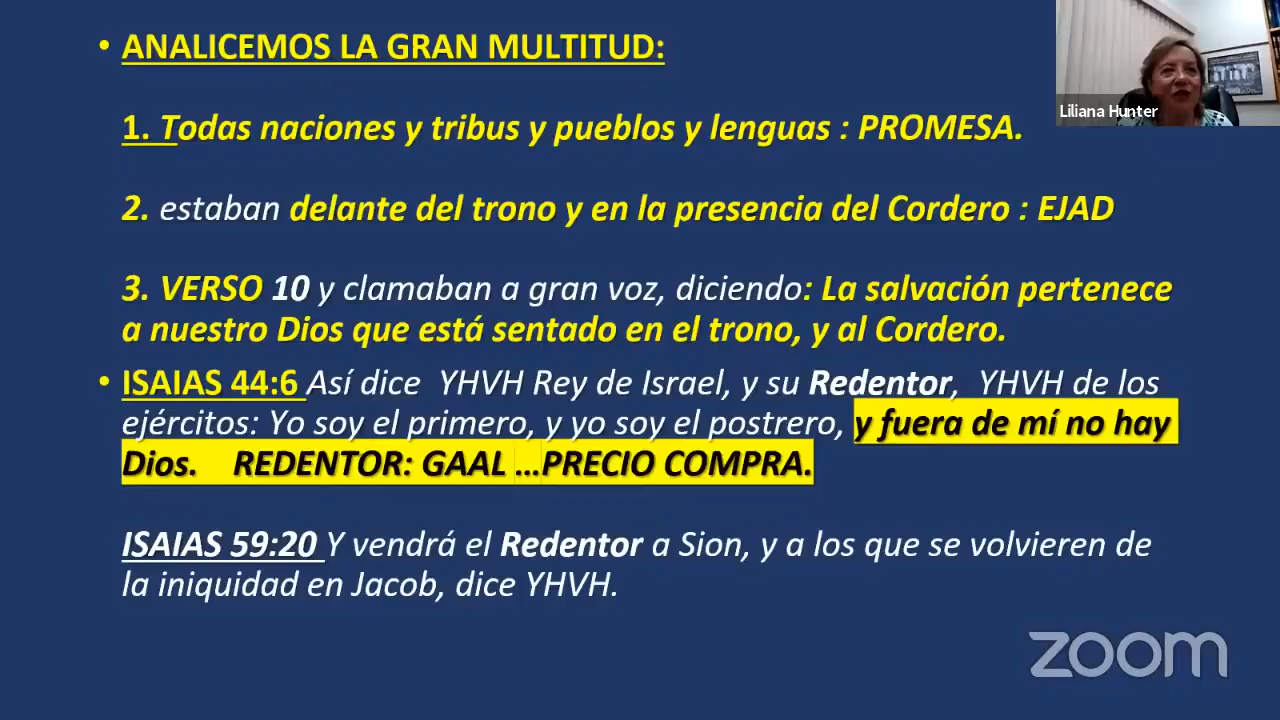 • ANALICEMOS LA GRAN MULTITUD:
Liliana Hunter
1. Todas naciones y tribus y pueblos y lenguas : PROMESA.
2. estaban delante del trono y en la presencia del Cordero : EJAD
3. VERSO 10 y clamaban a gran voz, diciendo: La salvación pertenece
a nuestro Dios que está sentado en el trono, y al Cordero.
• ISAIAS 44:6 Así dice YHVH Rey de Israel, y su Redentor, YHVH de los
ejércitos: Yo soy el primero, y yo soy el postrero, y fuera de mí no hay
Dios. REDENTOR: GAAL ...PRECIO COMPRA.
ISAIAS 59:20 Y vendrá el Redentor a Sion, y a los que se volvieren de
la iniquidad en Jacob, dice YHVH.
zoom